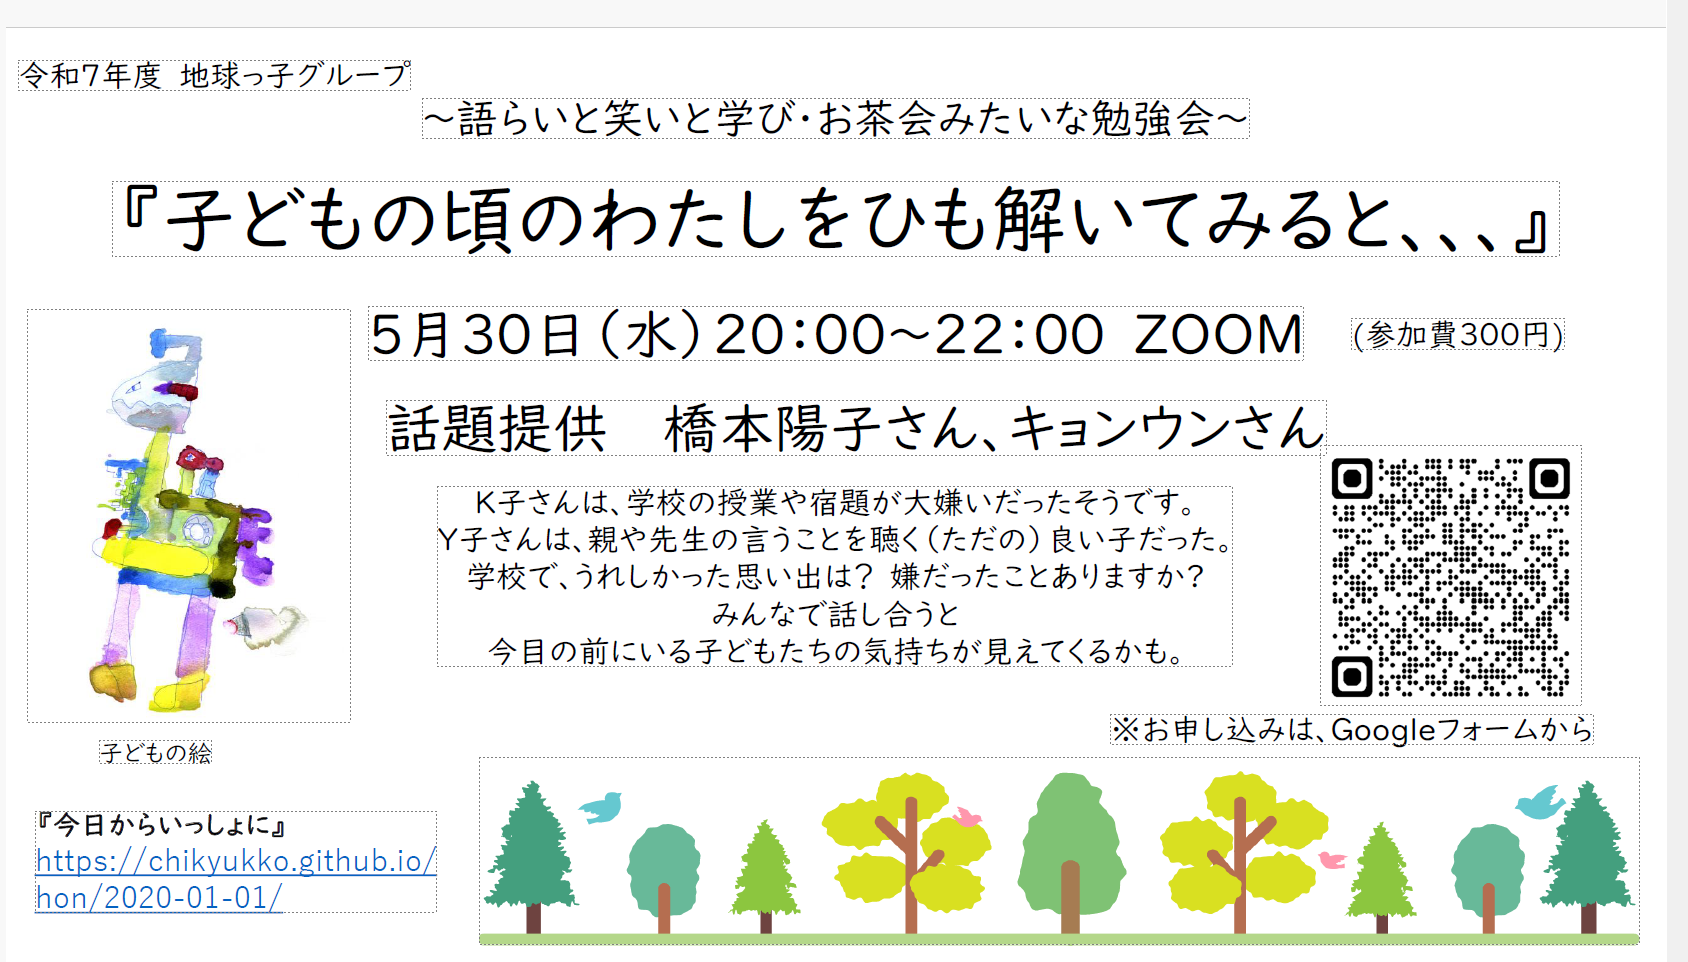 令和7年度 地球っ子グループ
～語らいと笑いと学び・お茶会みたいな勉強会～
『子どもの頃のわたしをひも解いてみると、、、』
5月30日（水）20：00～22：00 ZOOM
(参加費300円)
話題提供　橋本陽子さん、キョンウンさん
K子さんは、学校の授業や宿題が大嫌いだったそうです。
Y子さんは、親や先生の言うことを聴く（ただの）良い子だった。
学校で、うれしかった思い出は？ 嫌だったことありますか？
みんなで話し合うと
今目の前にいる子どもたちの気持ちが見えてくるかも。
※お申し込みは、Googleフォームから
子どもの絵
『今日からいっしょに』
https://chikyukko.github.io/
hon/2020-01-01/